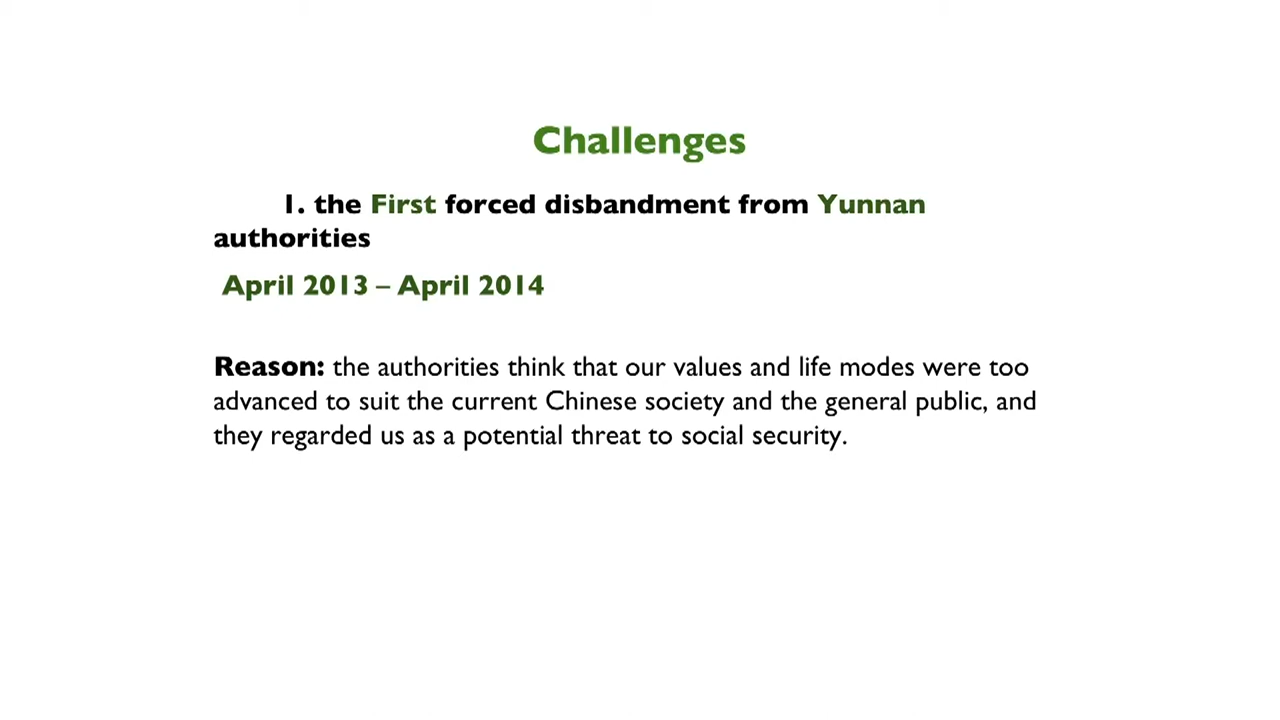 Challenges
1. the First forced disbandment from Yunnan
authorities
April 2013 – April 2014
Reason: the authorities think that our values and life modes were too
advanced to suit the current Chinese society and the general public, and
they regarded us as a potential threat to social security.